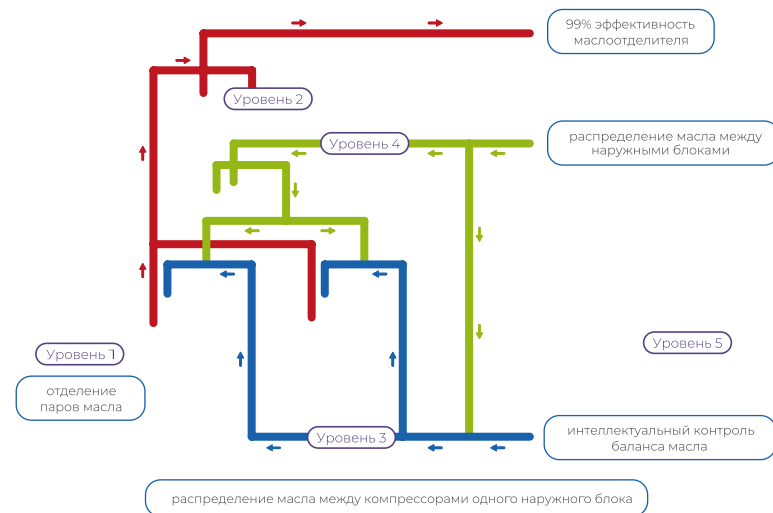 99% эффективность
маслоотделителя
Уровень 2
распределение масла между
наружными блоками
Уровень 4
Уровень 5
Уровень 1
отделение
паров масла
интеллектуальный контроль
баланса масла
Уровень 3
распределение масла между компрессорами одного наружного блока